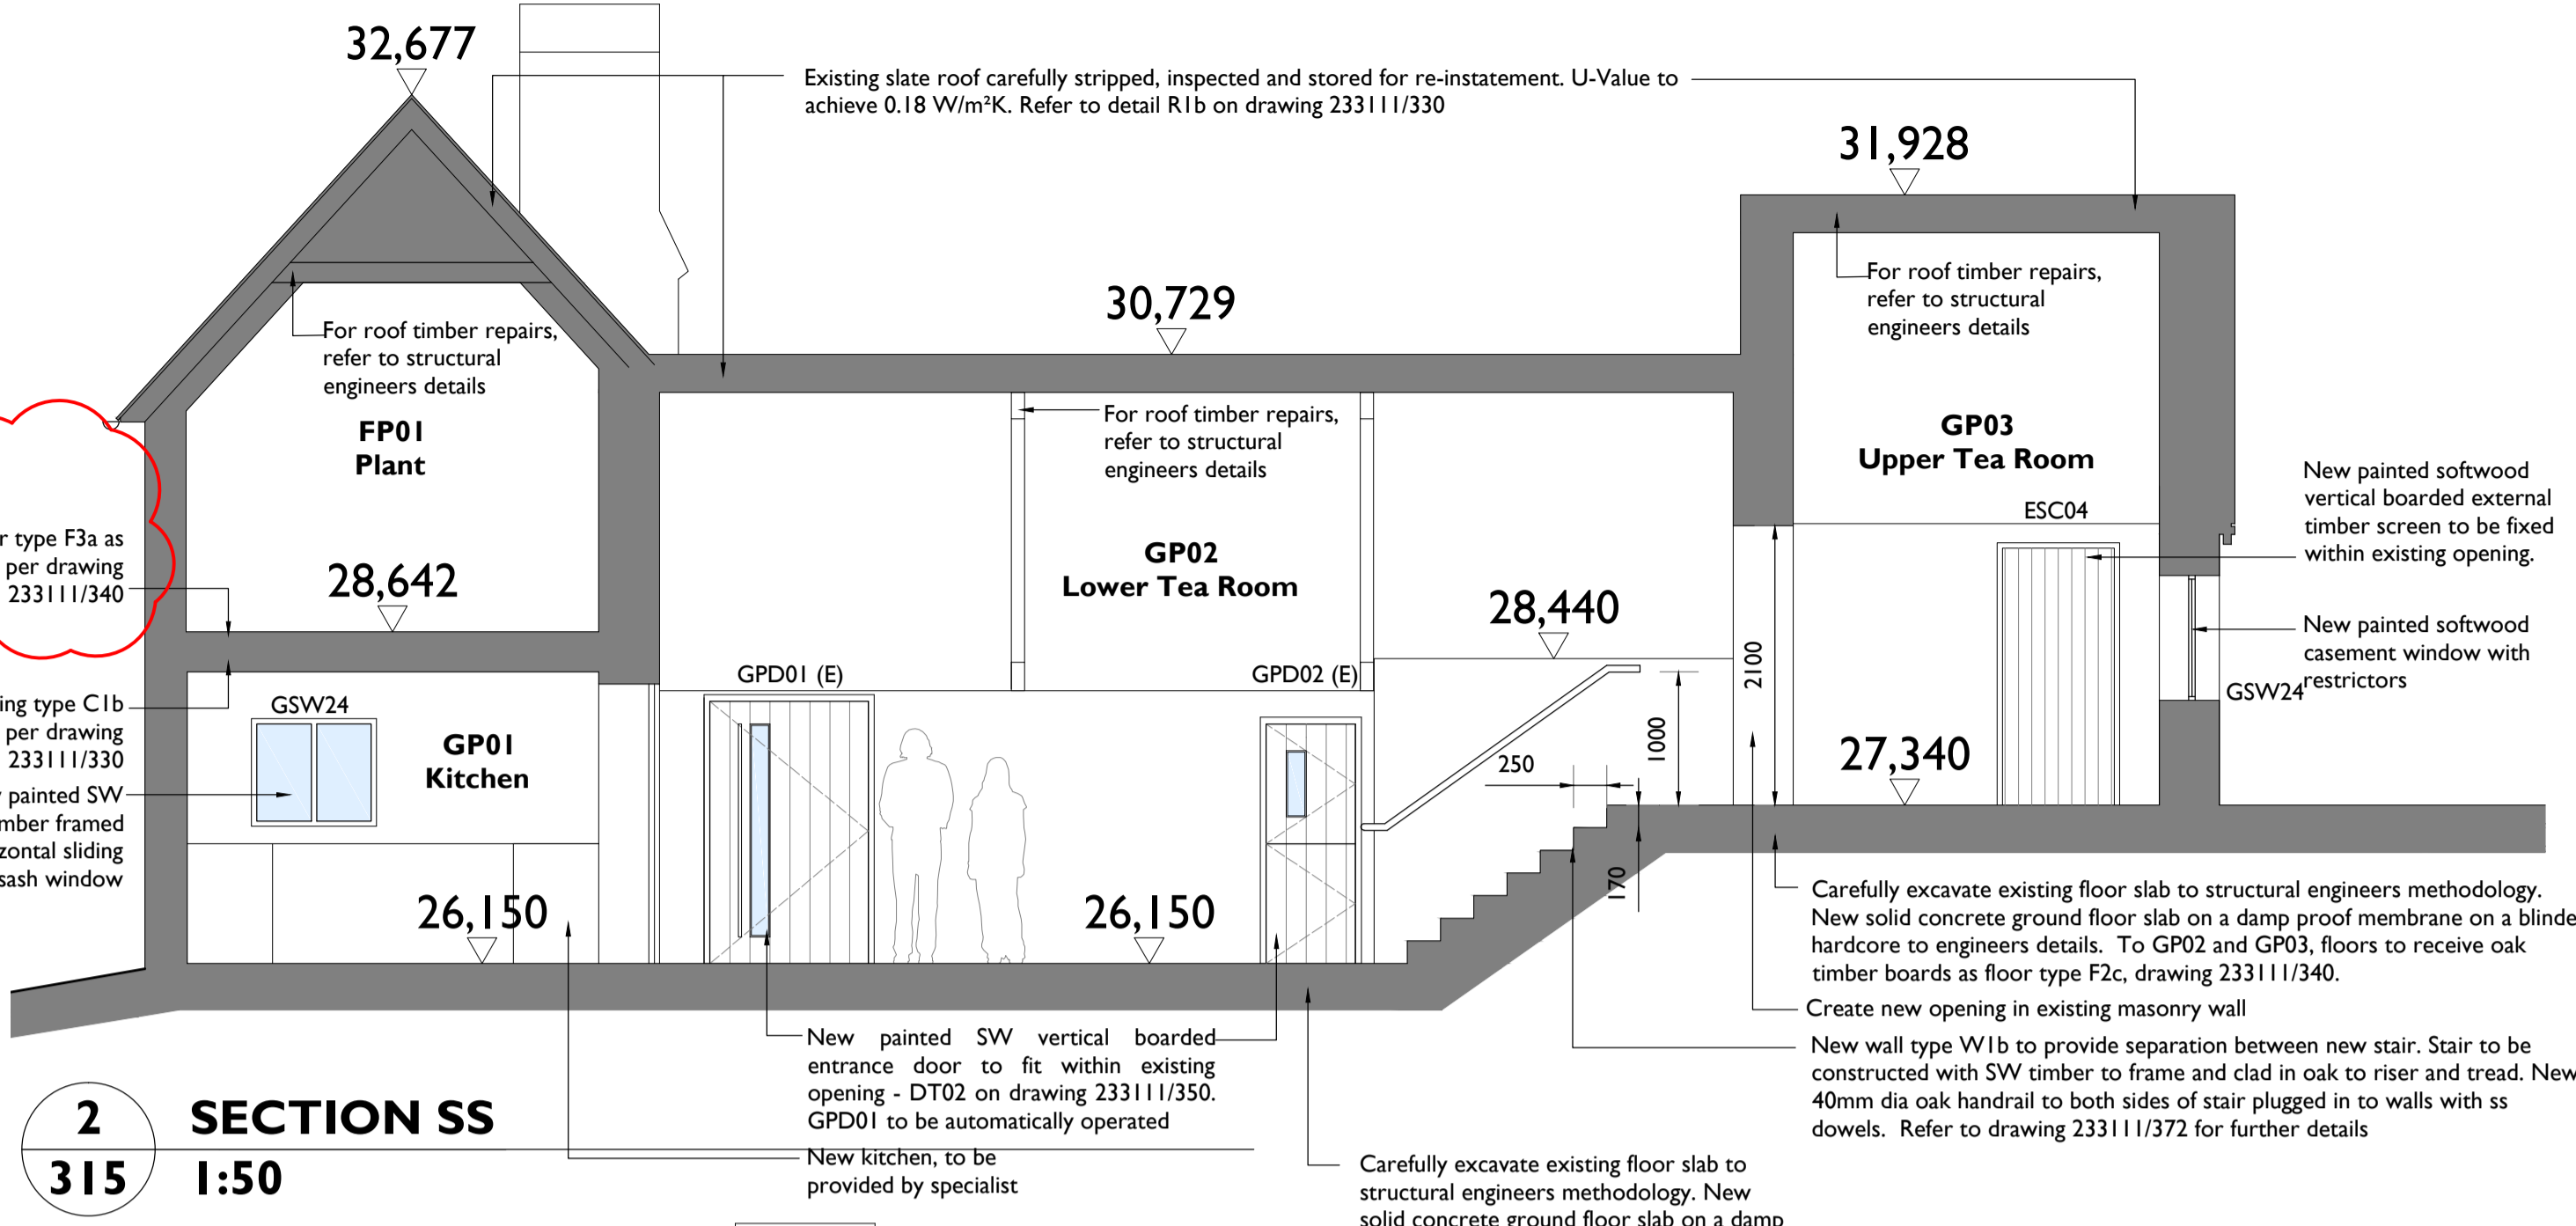 32,677
Existing slate roof carefully stripped, inspected and stored for re-instatement. U-Value to
achieve 0.18 W/m²K. Refer to detail R1b on drawing 233111/330
31,928
For roof timber repairs,
refer to structural
engineers details
30,729
For roof timber repairs,
refer to structural
engineers details
FP01
Plant
For roof timber repairs,
refer to structural
engineers details
GP03
Upper Tea Room
ESC04
New painted softwood
vertical boarded external
timber screen to be fixed
within existing opening.
r type F3a as
per drawing
233111/340
28,642
GP02
Lower Tea Room
28,440
New painted softwood
casement window with
restrictors
GSW24
GPD01 (E)
GPD02 (E)
2100
1000
250
170
ing type C1b
per drawing
233111/330
GSW24
GP01
Kitchen
27,340
painted SW
mber framed
zontal sliding
sash window
26,150
26,150
Carefully excavate existing floor slab to structural engineers methodology.
New solid concrete ground floor slab on a damp proof membrane on a blinde
hardcore to engineers details. To GP02 and GP03, floors to receive oak
timber boards as floor type F2c, drawing 233111/340.
Create new opening in existing masonry wall
New wall type W1b to provide separation between new stair. Stair to be
constructed with SW timber to frame and clad in oak to riser and tread. New
40mm dia oak handrail to both sides of stair plugged in to walls with ss
dowels. Refer to drawing 233111/372 for further details
New painted SW vertical boarded
entrance door to fit within existing
opening - DT02 on drawing 233111/350.
GPD01 to be automatically operated
New kitchen, to be
provided by specialist
Carefully excavate existing floor slab to
structural engineers methodology. New
solid concrete ground floor slab on a damp
2
315
SECTION SS
1:50